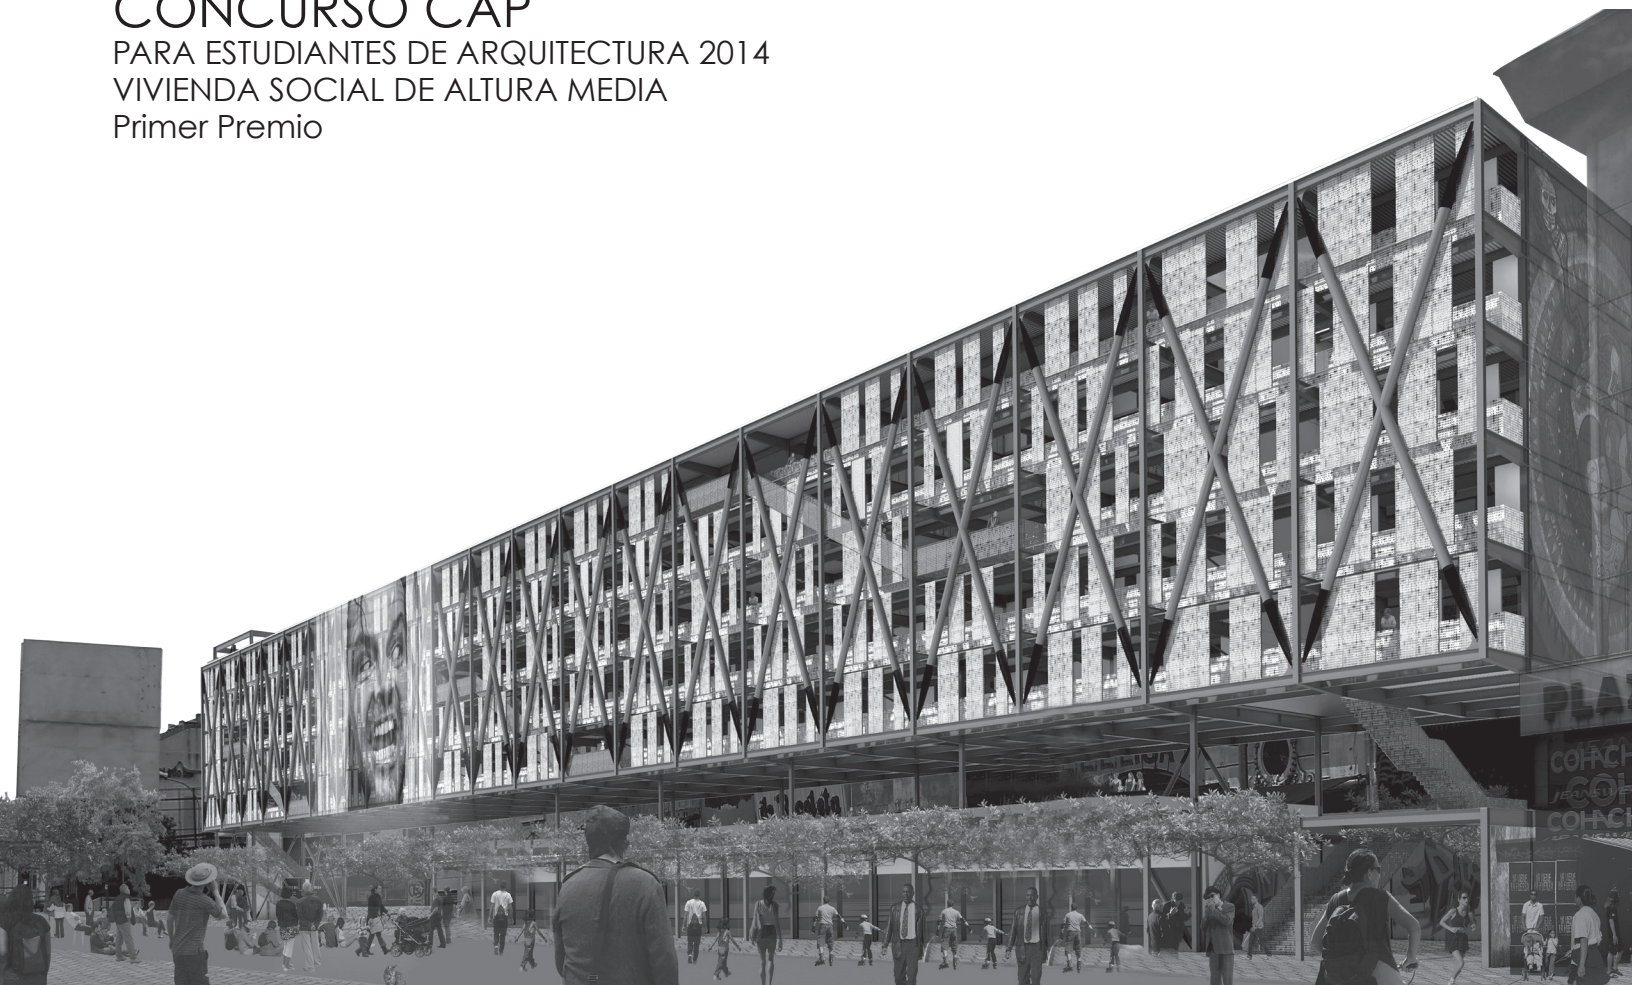 CONCURSO CAP
PARA ESTUDIANTES DE ARQUITECTURA 2014
VIVIENDA SOCIAL DE ALTURA MEDIA
Primer Premio